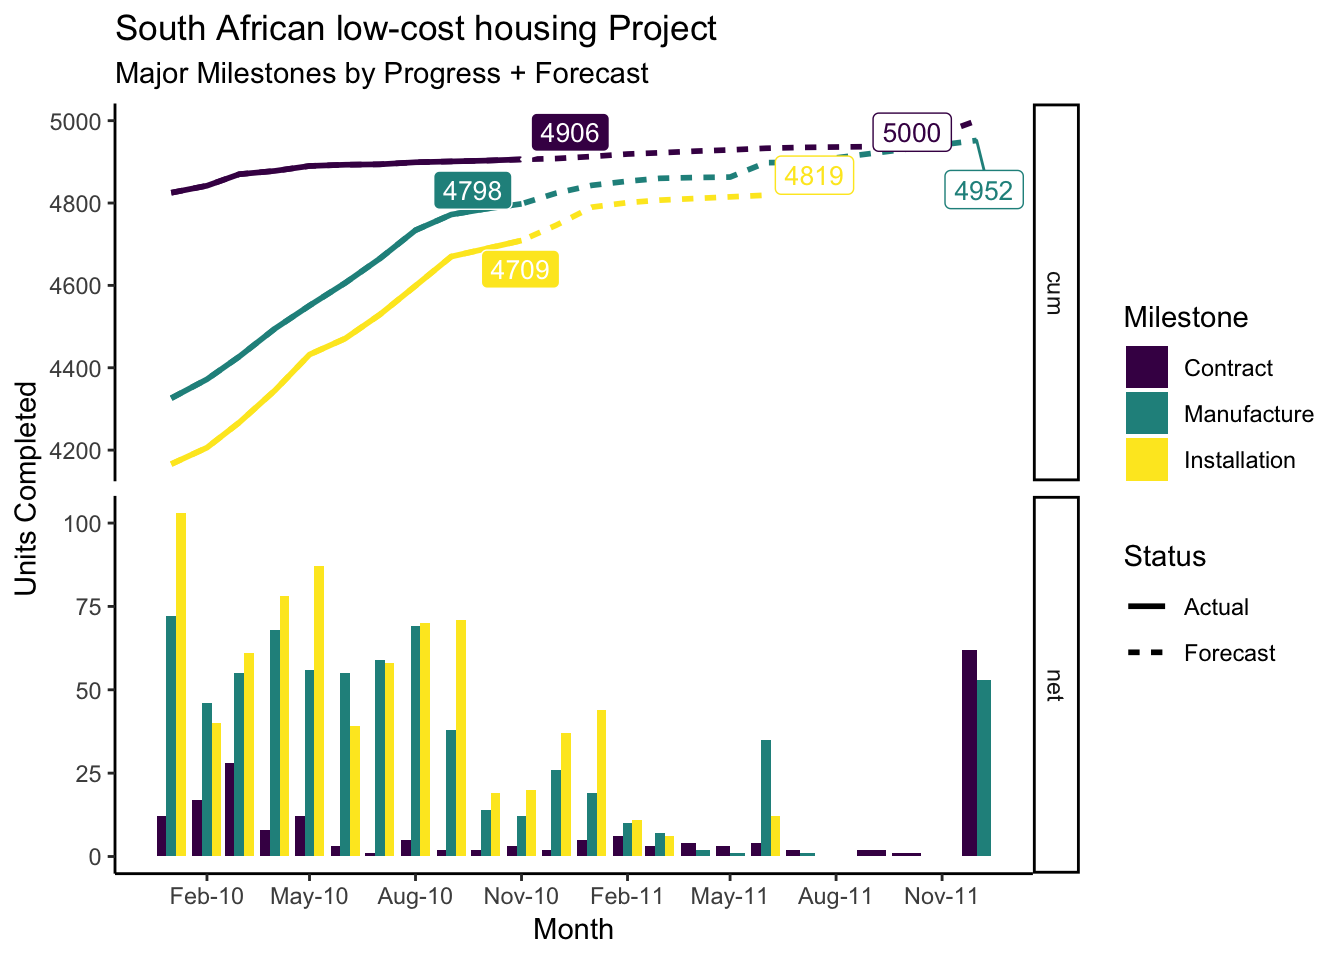 South African low-cost housing Project
Major Milestones by Progress + Forecast
Units Completed
5000
4800
4600
4400
4200
4906
5000
4798
4819
4952
4709
cum
100
75
50
25
0
net
Feb-10 May-10 Aug-10 Nov-10 Feb-11 May-11 Aug-11 Nov-11
Month
Milestone
Contract
Manufacture
Installation
Status
Actual
Forecast